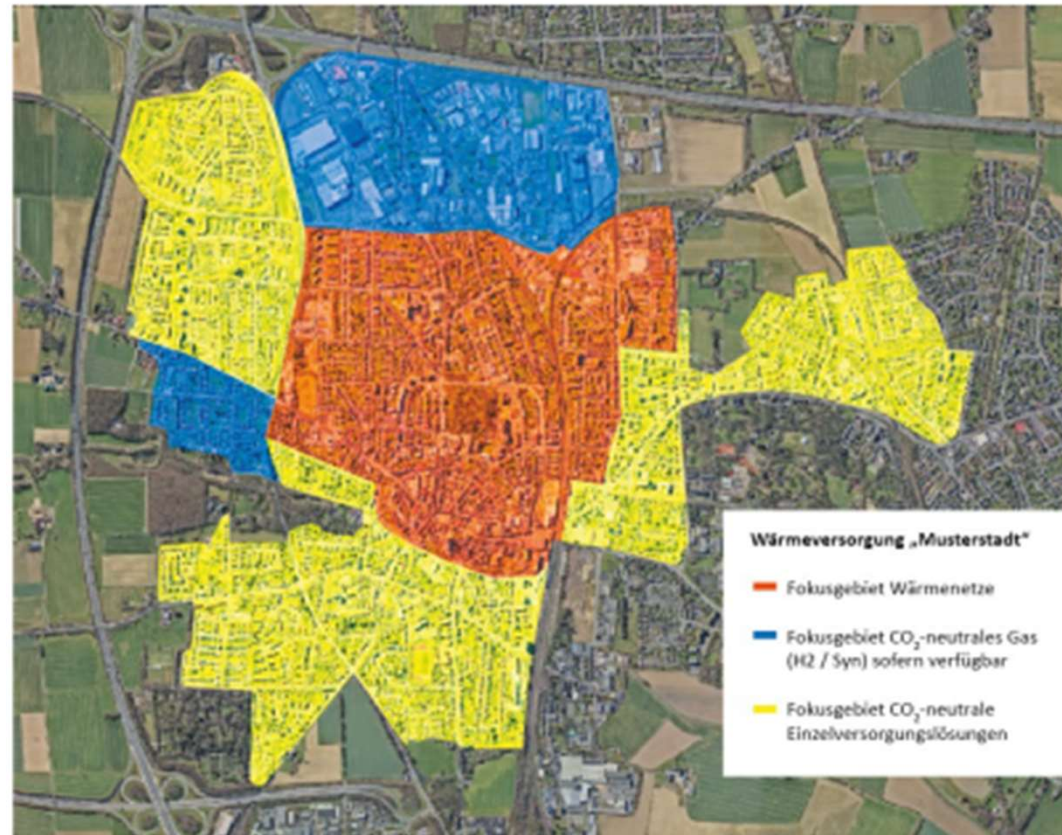 Wärmeversorgung „Musterstadt“
Fokusgebiet Wärmenetze
Fokusgebiet CO₂-neutrales Gas
(H2 / Syn) sofern verfügbar
Fokusgebiet CO₂-neutrale
Einzelversorgungslösungen